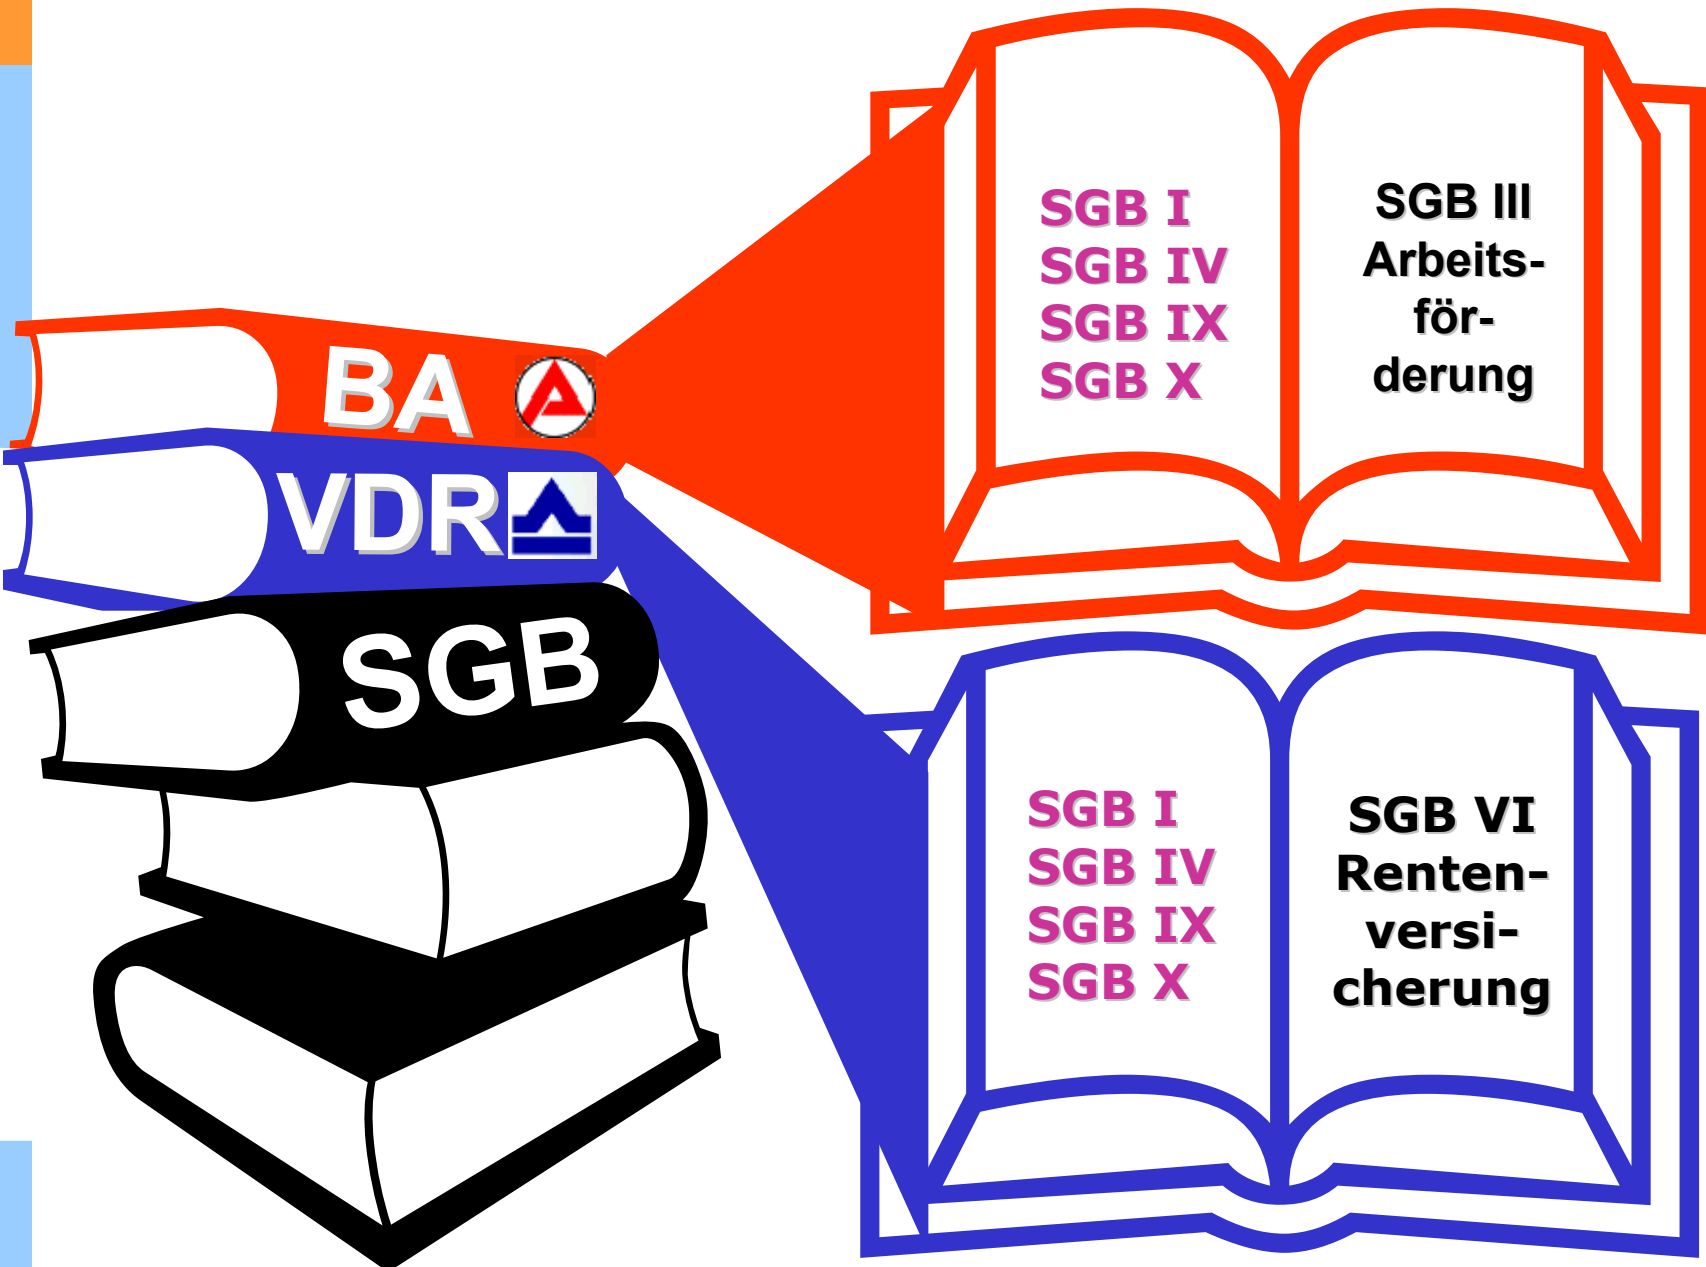 BA
VDR
SGB
SGB I
SGB IV
SGB IX
SGB X
SGB III
Arbeits-
för-
derung
SGB I
SGB IV
SGB IX
SGB X
SGB VI
Renten-
versi-
cherung